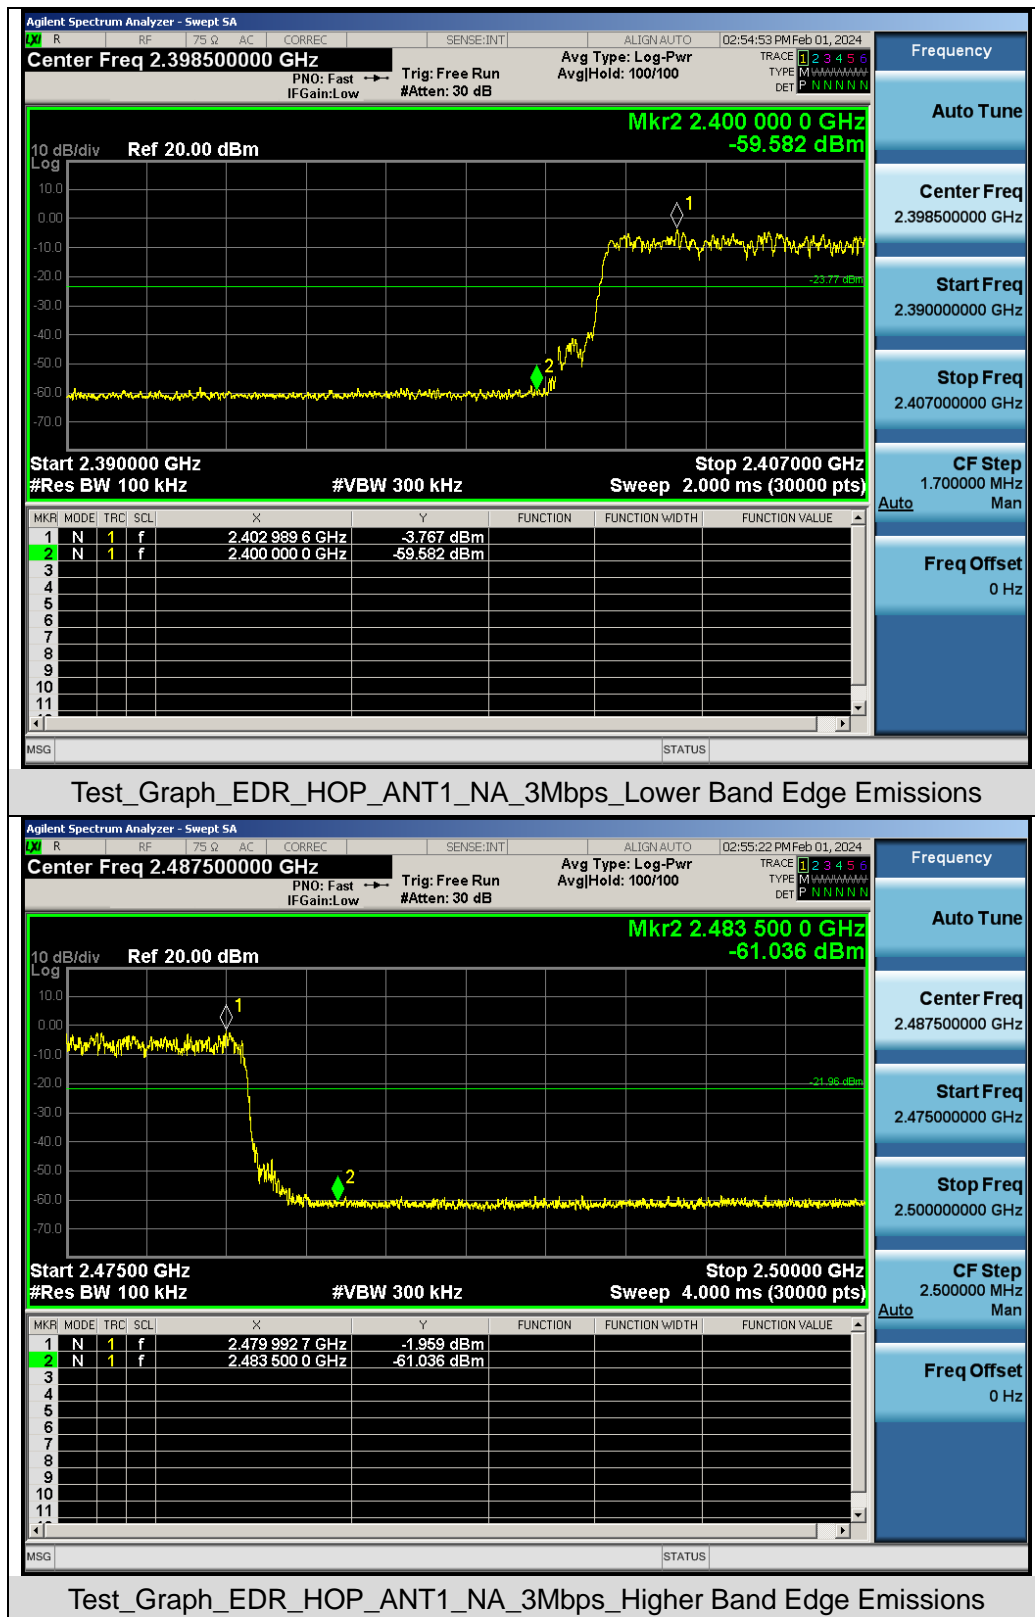 Agilent Spectrum Analyzer - Swept SA
LXI R RF 75 Ω AC CORREC SENSE:INT ALIGN AUTO 02:54:53 PM Feb 01, 2024
Center Freq 2.398500000 GHz
PNO: Fast
IFGain:Low
Trig: Free Run
#Atten: 30 dB
Avg Type: Log-Pwr
Avg|Hold: 100/100
TRACE 1 2 3 4 5 6
TYPE M
DET P N N N N N
Mkr2 2.400 000 0 GHz
-59.582 dBm
10 dB/div Ref 20.00 dBm
Log
10.0
0.00
-10.0
-20.0
-30.0
-40.0
-50.0
-60.0
-70.0
1
-23.77 dBm
2
Start 2.390000 GHz Stop 2.407000 GHz
#Res BW 100 kHz #VBW 300 kHz Sweep 2.000 ms (30000 pts)
MKR MODE TRC SCL X Y FUNCTION FUNCTION WIDTH FUNCTION VALUE
1 N 1 f 2.402 989 6 GHz -3.767 dBm
2 N 1 f 2.400 000 0 GHz -59.582 dBm
3
4
5
6
7
8
9
10
11
MSG STATUS
Frequency
Auto Tune
Center Freq
2.398500000 GHz
Start Freq
2.390000000 GHz
Stop Freq
2.407000000 GHz
CF Step
1.700000 MHz
Auto Man
Freq Offset
0 Hz
Test_Graph_EDR_HOP_ANT1_NA_3Mbps_Lower Band Edge Emissions
Agilent Spectrum Analyzer - Swept SA
LXI R RF 75 Ω AC CORREC SENSE:INT ALIGN AUTO 02:55:22 PM Feb 01, 2024
Center Freq 2.487500000 GHz
PNO: Fast
IFGain:Low
Trig: Free Run
#Atten: 30 dB
Avg Type: Log-Pwr
Avg|Hold: 100/100
TRACE 1 2 3 4 5 6
TYPE M
DET P N N N N N
Mkr2 2.483 500 0 GHz
-61.036 dBm
10 dB/div Ref 20.00 dBm
Log
10.0
0.00
-10.0
-20.0
-30.0
-40.0
-50.0
-60.0
-70.0
1
-21.96 dBm
2
Start 2.47500 GHz Stop 2.50000 GHz
#Res BW 100 kHz #VBW 300 kHz Sweep 4.000 ms (30000 pts)
MKR MODE TRC SCL X Y FUNCTION FUNCTION WIDTH FUNCTION VALUE
1 N 1 f 2.479 992 7 GHz -1.959 dBm
2 N 1 f 2.483 500 0 GHz -61.036 dBm
3
4
5
6
7
8
9
10
11
MSG STATUS
Frequency
Auto Tune
Center Freq
2.487500000 GHz
Start Freq
2.475000000 GHz
Stop Freq
2.500000000 GHz
CF Step
2.500000 MHz
Auto Man
Freq Offset
0 Hz
Test_Graph_EDR_HOP_ANT1_NA_3Mbps_Higher Band Edge Emissions